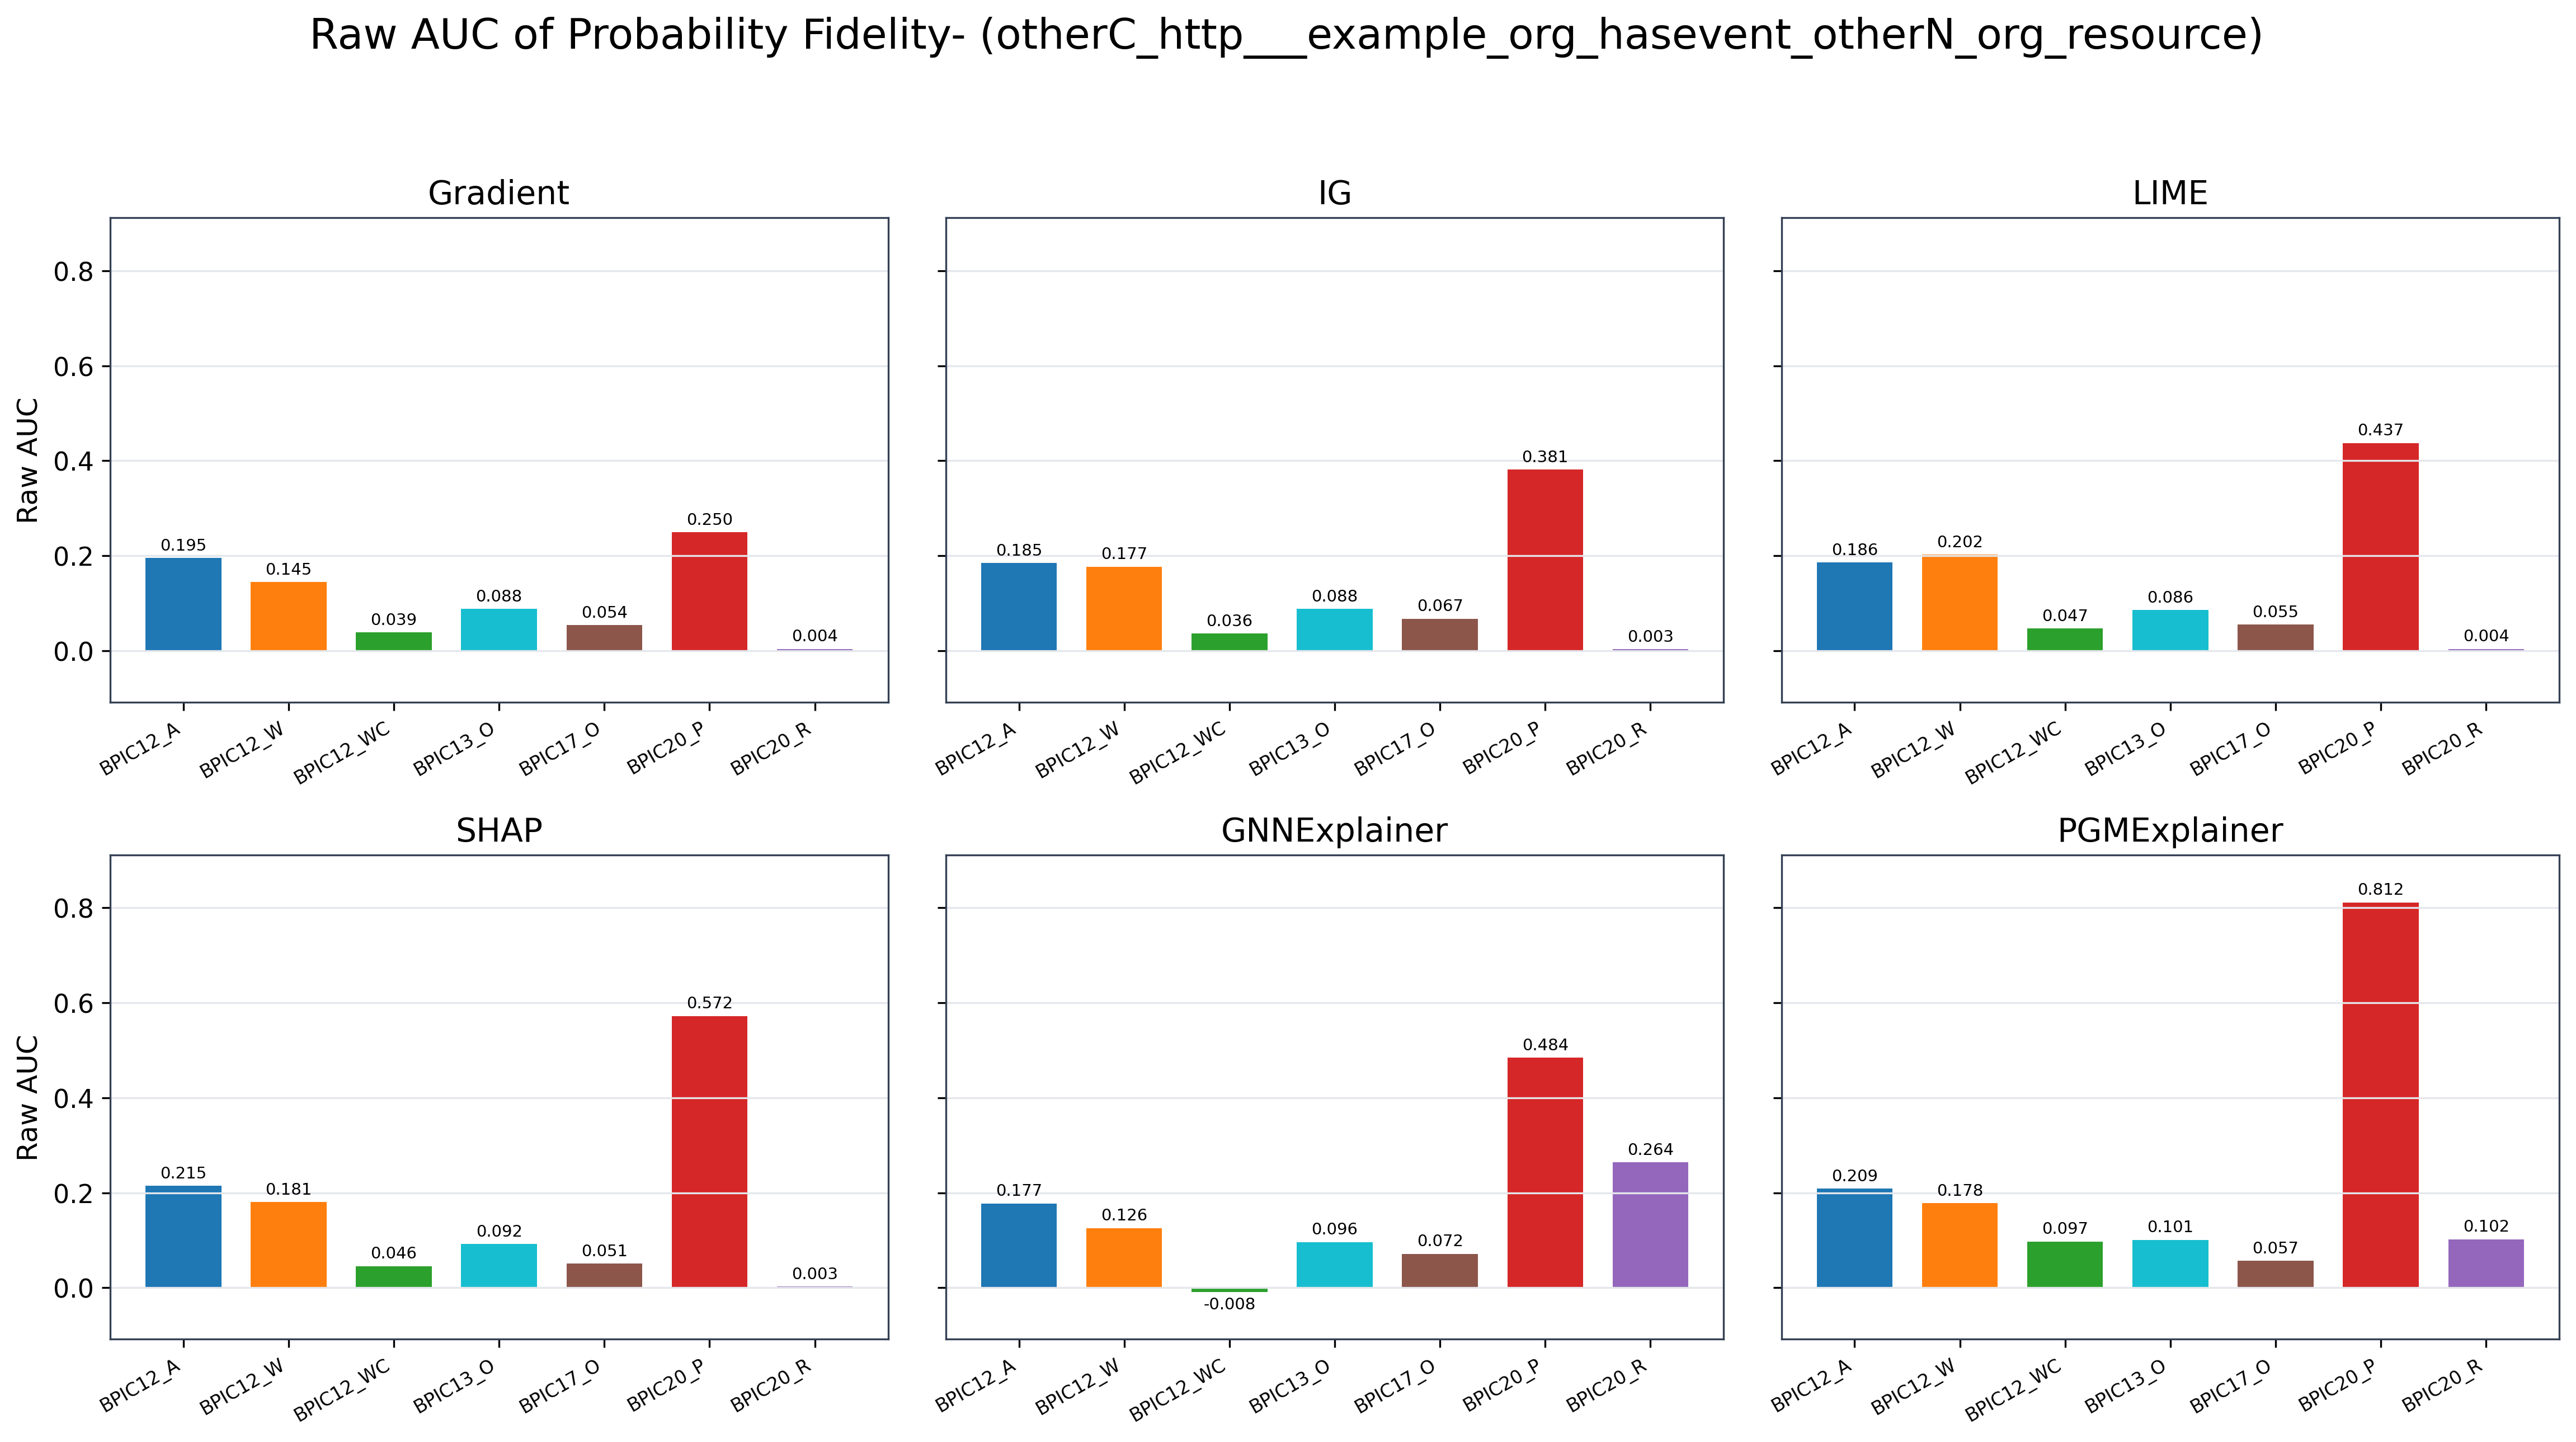 Raw AUC of Probability Fidelity- (otherC_http___example_org_hasevent_otherN_org_resource)
Gradient
Raw AUC
0.8
0.6
0.4
0.2
0.0
0.195
0.145
0.039
0.088
0.054
0.250
0.004
BPIC12_A
BPIC12_W
BPIC12_WC
BPIC13_O
BPIC17_O
BPIC20_P
BPIC20_R
IG
0.185
0.177
0.036
0.088
0.067
0.381
0.003
BPIC12_A
BPIC12_W
BPIC12_WC
BPIC13_O
BPIC17_O
BPIC20_P
BPIC20_R
LIME
0.186
0.202
0.047
0.086
0.055
0.437
0.004
BPIC12_A
BPIC12_W
BPIC12_WC
BPIC13_O
BPIC17_O
BPIC20_P
BPIC20_R
SHAP
Raw AUC
0.8
0.6
0.4
0.2
0.0
0.215
0.181
0.046
0.092
0.051
0.572
0.003
BPIC12_A
BPIC12_W
BPIC12_WC
BPIC13_O
BPIC17_O
BPIC20_P
BPIC20_R
GNNExplainer
0.177
0.126
-0.008
0.096
0.072
0.484
0.264
BPIC12_A
BPIC12_W
BPIC12_WC
BPIC13_O
BPIC17_O
BPIC20_P
BPIC20_R
PGMExplainer
0.209
0.178
0.097
0.101
0.057
0.812
0.102
BPIC12_A
BPIC12_W
BPIC12_WC
BPIC13_O
BPIC17_O
BPIC20_P
BPIC20_R